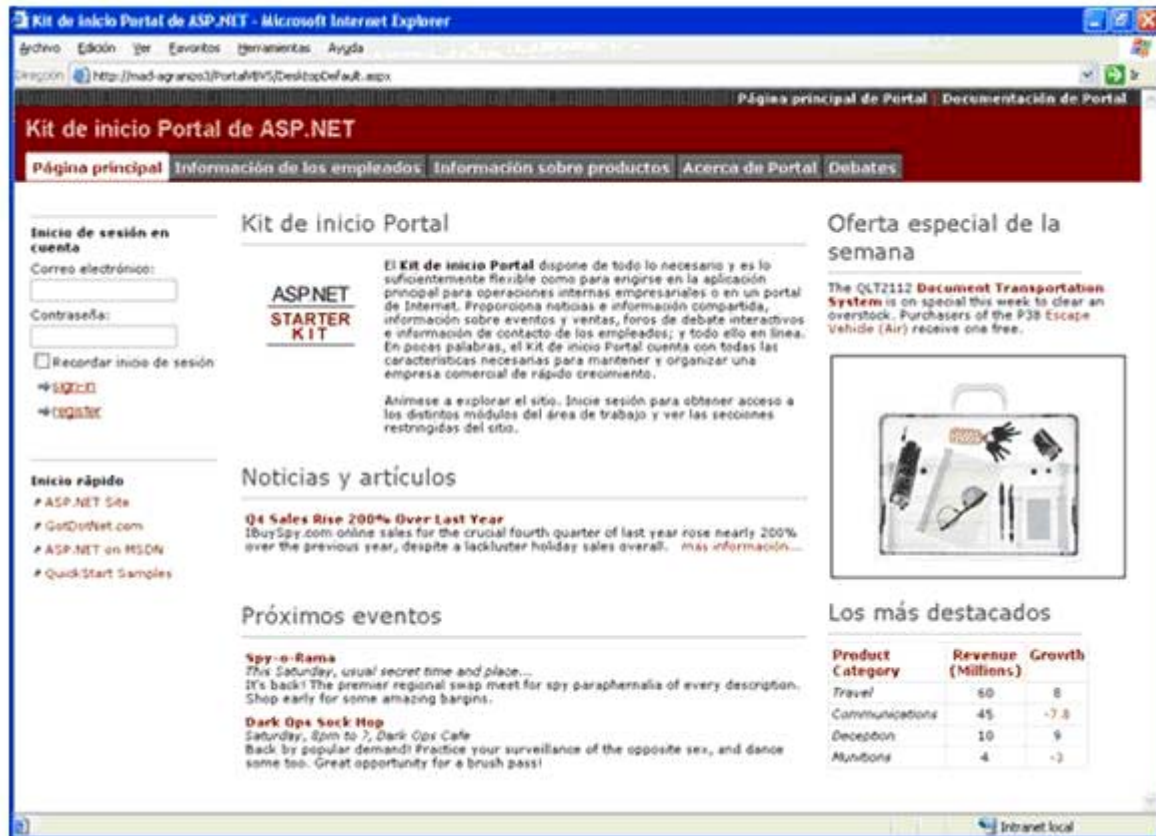 Kit de inicio Portal de ASP.NET - Microsoft Internet Explorer
Archivo Edición Ver Favoritos Herramientas Ayuda
Dirección http://mad-agranizo3/PortalVBVS/DesktopDefault.aspx
Página principal de Portal | Documentación de Portal
Kit de inicio Portal de ASP.NET
Página principal Información de los empleados Información sobre productos Acerca de Portal Debates
Inicio de sesión en
cuenta
Correo electrónico:
Contraseña:
Recordar inicio de sesión
sign-in
register
Inicio rápido
ASP.NET Site
GotDotNet.com
ASP.NET on MSDN
QuickStart Samples
Kit de inicio Portal
ASP.NET
STARTER
KIT
El Kit de inicio Portal dispone de todo lo necesario y es lo
suficientemente flexible como para erigirse en la aplicación
principal para operaciones internas empresariales o en un portal
de Internet. Proporciona noticias e información compartida,
información sobre eventos y ventas, foros de debate interactivos
e información de contacto de los empleados; y todo ello en línea.
En pocas palabras, el Kit de inicio Portal cuenta con todas las
características necesarias para mantener y organizar una
empresa comercial de rápido crecimiento.
Anímese a explorar el sitio. Inicie sesión para obtener acceso a
los distintos módulos del área de trabajo y ver las secciones
restringidas del sitio.
Noticias y artículos
Q4 Sales Rise 200% Over Last Year
IBuySpy.com online sales for the crucial fourth quarter of last year rose nearly 200%
over the previous year, despite a lackluster holiday sales overall. más información...
Próximos eventos
Spy-o-Rama
This Saturday, usual secret time and place...
It's back! The premier regional swap meet for spy paraphernalia of every description.
Shop early for some amazing bargins.
Dark Ops Sock Hop
Saturday, 8pm to ?, Dark Ops Cafe
Back by popular demand! Practice your surveillance of the opposite sex, and dance
some too. Great opportunity for a brush pass!
Oferta especial de la
semana
The QLT2112 Document Transportation
System is on special this week to clear an
overstock. Purchasers of the P38 Escape
Vehicle (Air) receive one free.
Los más destacados
Product Revenue Growth
Category (Millions)
Travel 60 8
Communications 45 -7.8
Deception 10 9
Munitions 4 -3
Intranet local